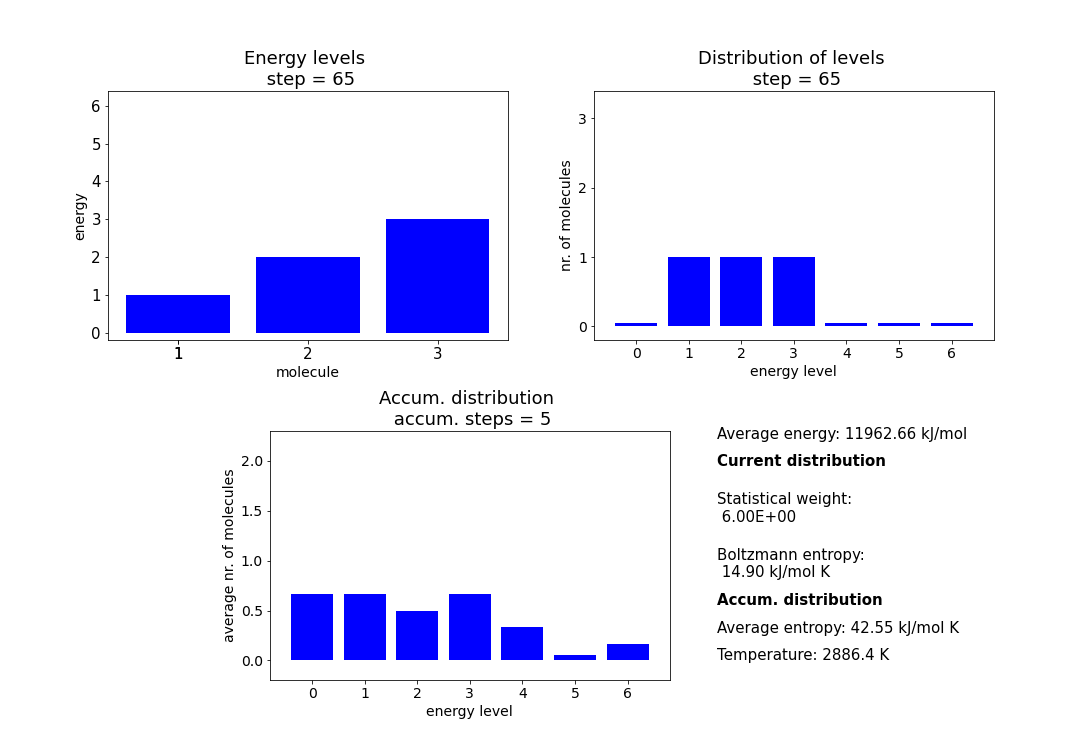 Energy levels
step = 65
6
5
4
3
2
1
0
energy
1
2
3
molecule
Distribution of levels
step = 65
3
2
1
0
nr. of molecules
0
1
2
3
4
5
6
energy level
Accum. distribution
accum. steps = 5
2.0
1.5
1.0
0.5
0.0
average nr. of molecules
0
1
2
3
4
5
6
energy level
Average energy: 11962.66 kJ/mol
Current distribution
Statistical weight:
6.00E+00
Boltzmann entropy:
14.90 kJ/mol K
Accum. distribution
Average entropy: 42.55 kJ/mol K
Temperature: 2886.4 K